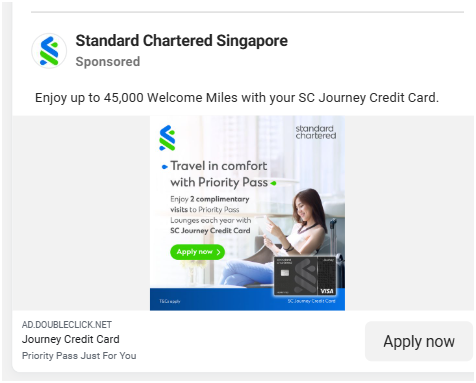 Standard Chartered Singapore
Sponsored
Enjoy up to 45,000 Welcome Miles with your SC Journey Credit Card.
standard
chartered
Travel in comfort
with Priority Pass
Enjoy 2 complimentary
visits to Priority Pass
Lounges each year with
SC Journey Credit Card
Apply now
VISA
T&Cs apply
SC Journey Credit Card
AD.DOUBLECLICK.NET
Journey Credit Card
Priority Pass Just For You
Apply now